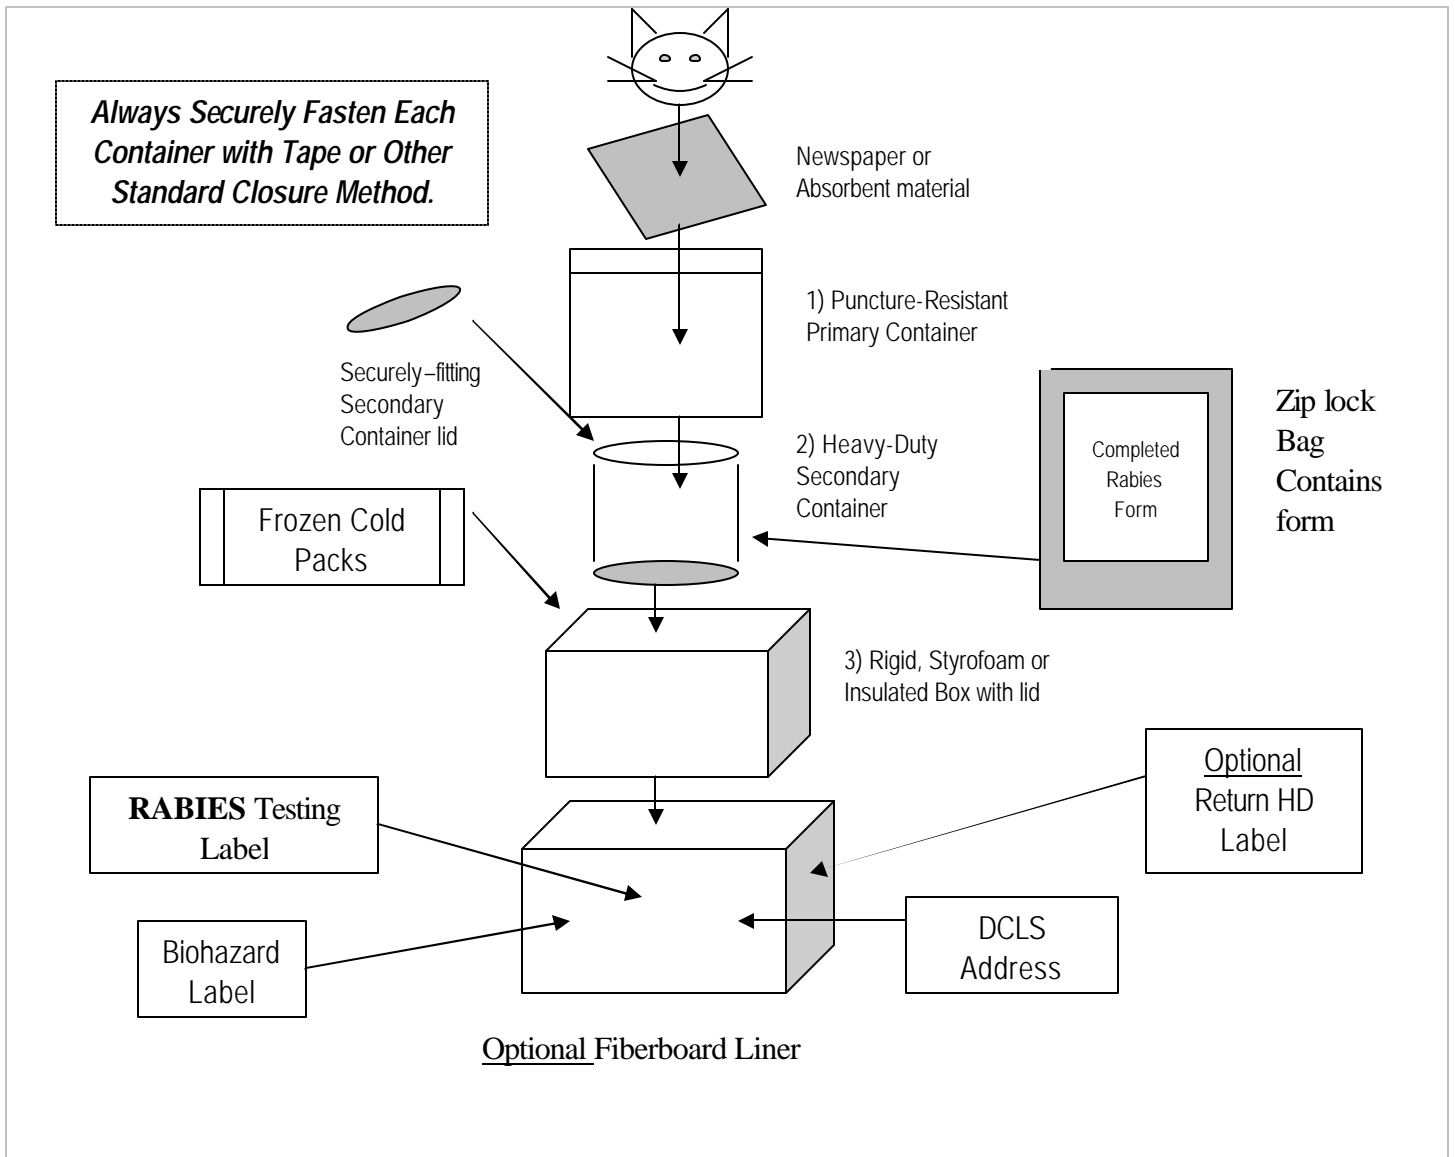 Always Securely Fasten Each
Container with Tape or Other
Standard Closure Method.
Newspaper or
Absorbent material
1) Puncture-Resistant
Primary Container
Securely–fitting
Secondary
Container lid
2) Heavy-Duty
Secondary
Container
Completed
Rabies
Form
Zip lock
Bag
Contains
form
Frozen Cold
Packs
3) Rigid, Styrofoam or
Insulated Box with lid
Optional
Return HD
Label
RABIES Testing
Label
Biohazard
Label
DCLS
Address
Optional Fiberboard Liner